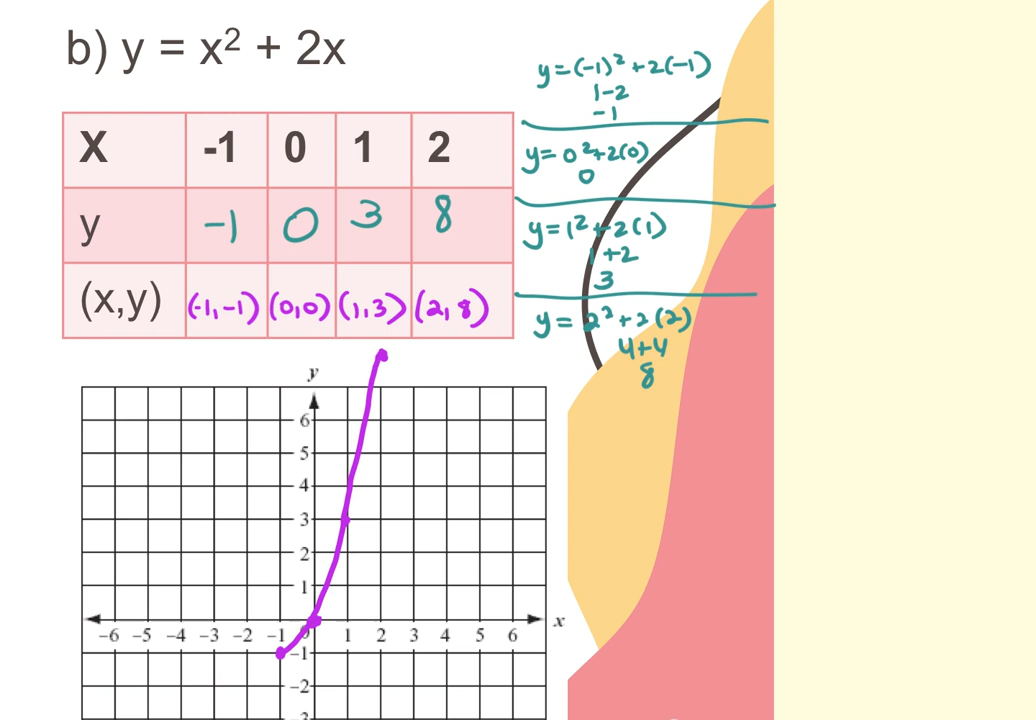 b) y = x² + 2x
X -1 0 1 2
y -1 0 3 8
(x,y) (-1,-1) (0,0) (1,3) (2,8)
y=(-1)²+2(-1)
1-2
-1
y=0²+2(0)
0
y=1²+2(1)
1+2
3
y=2²+2(2)
4+4
8
y
6
5
4
3
2
1
-6 -5 -4 -3 -2 -1 0 1 2 3 4 5 6 x
-1
-2